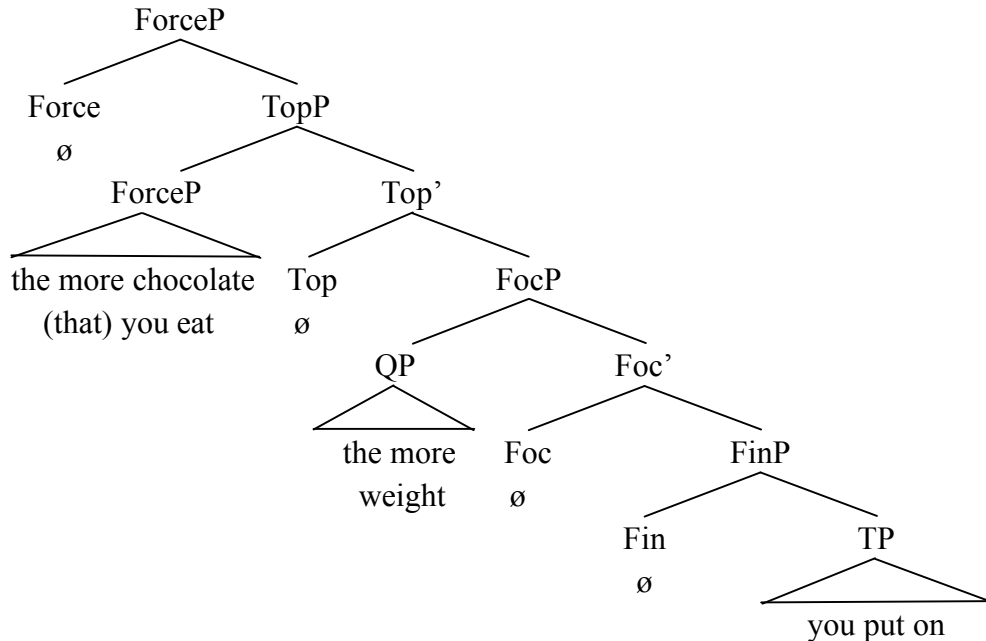 ForceP
Force TopP
ø
ForceP Top’
the more chocolate Top FocP
(that) you eat ø
QP Foc’
the more Foc FinP
weight ø
Fin TP
ø
you put on